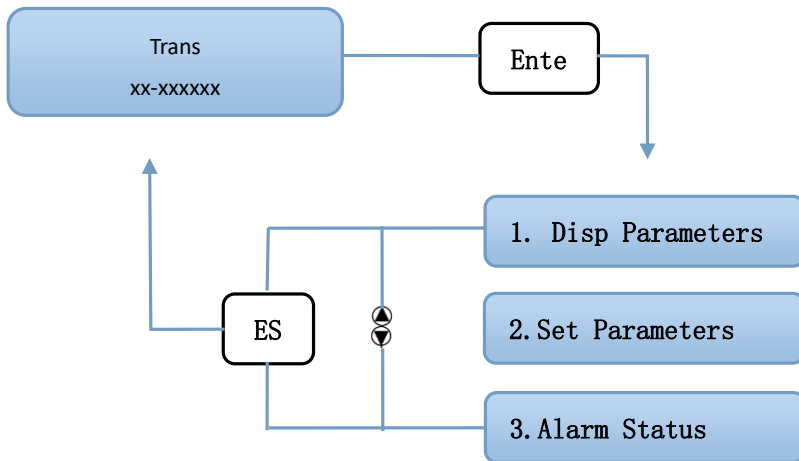 Trans
xx-xxxxxx
Ente
1. Disp Parameters
ES
2.Set Parameters
3.Alarm Status